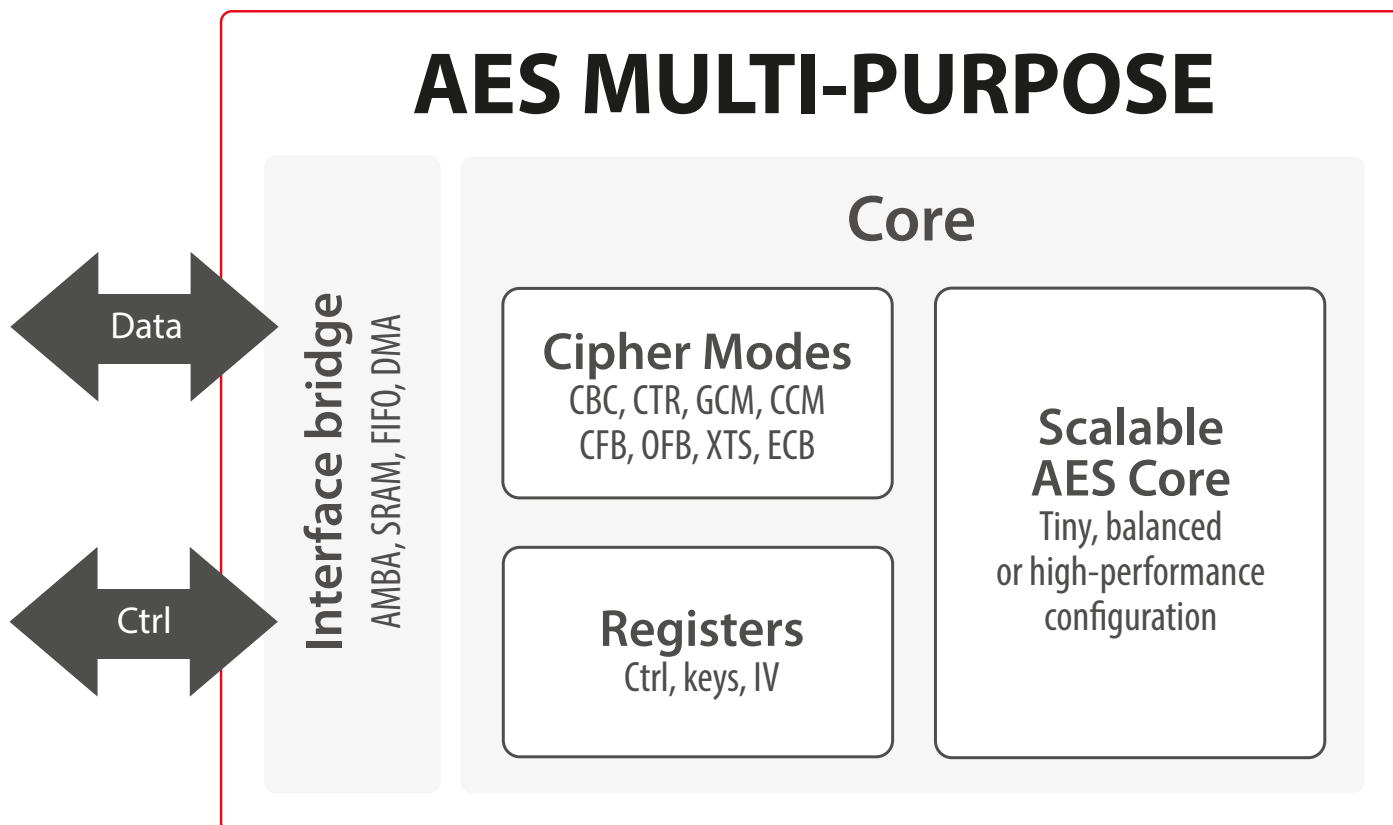 AES MULTI-PURPOSE
Data
Ctrl
Interface bridge
AMBA, SRAM, FIFO, DMA
Core
Cipher Modes
CBC, CTR, GCM, CCM
CFB, OFB, XTS, ECB
Registers
Ctrl, keys, IV
Scalable
AES Core
Tiny, balanced
or high-performance
configuration